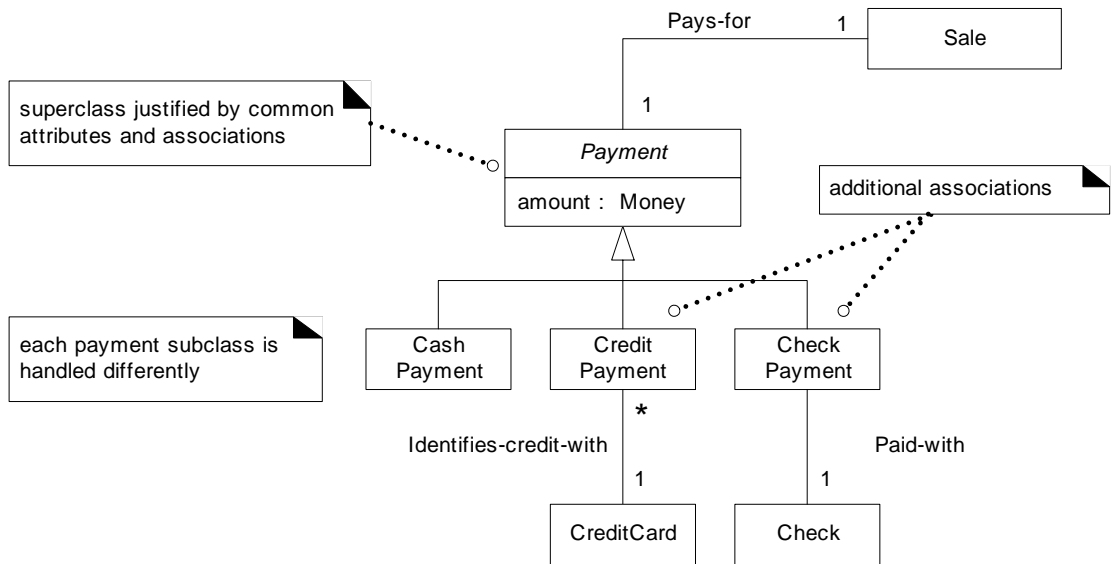 Pays-for
1
Sale
superclass justified by common
attributes and associations
1
Payment
amount : Money
additional associations
each payment subclass is
handled differently
Cash
Payment
Credit
Payment
Check
Payment
*
Identifies-credit-with
Paid-with
1
1
CreditCard
Check